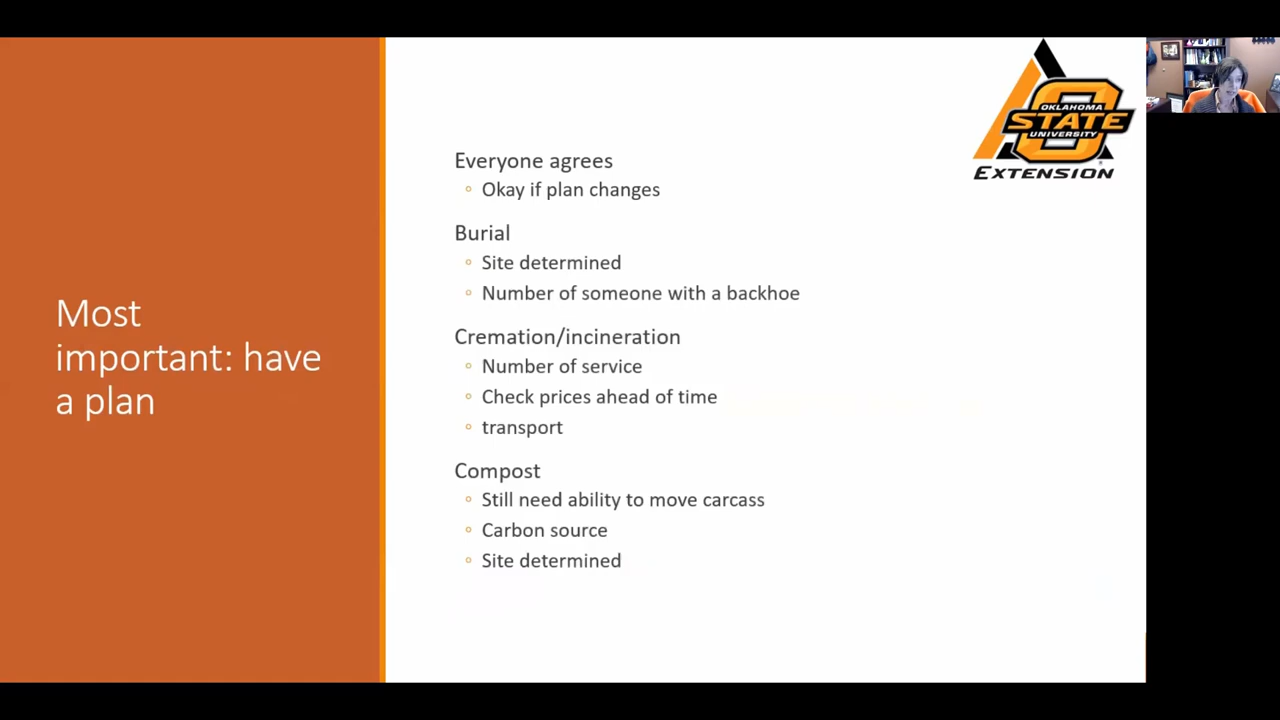 Most
important: have
a plan
Everyone agrees
Okay if plan changes
Burial
Site determined
Number of someone with a backhoe
Cremation/incineration
Number of service
Check prices ahead of time
transport
Compost
Still need ability to move carcass
Carbon source
Site determined
OKLAHOMA
STATE
UNIVERSITY
EXTENSION